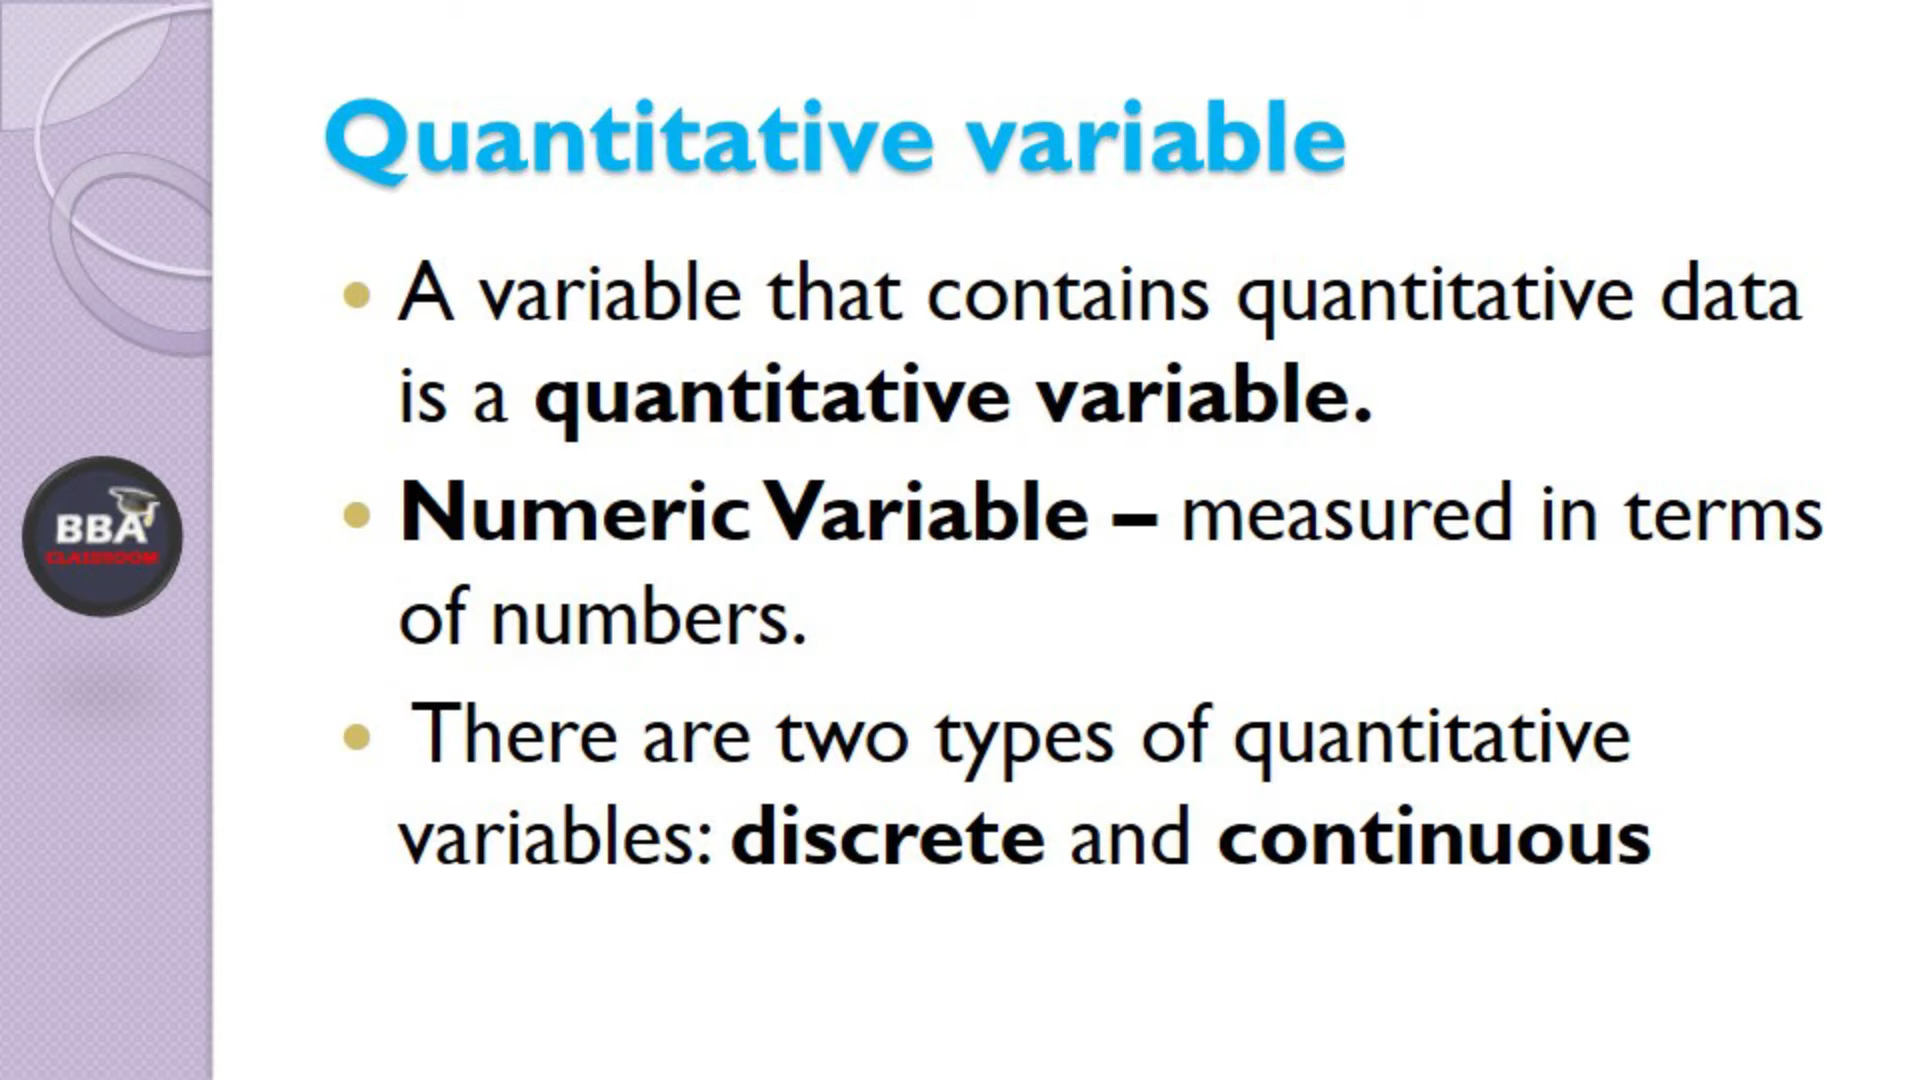 Quantitative variable
A variable that contains quantitative data
is a quantitative variable.
Numeric Variable – measured in terms
of numbers.
There are two types of quantitative
variables: discrete and continuous
BBA
CLASSROOM